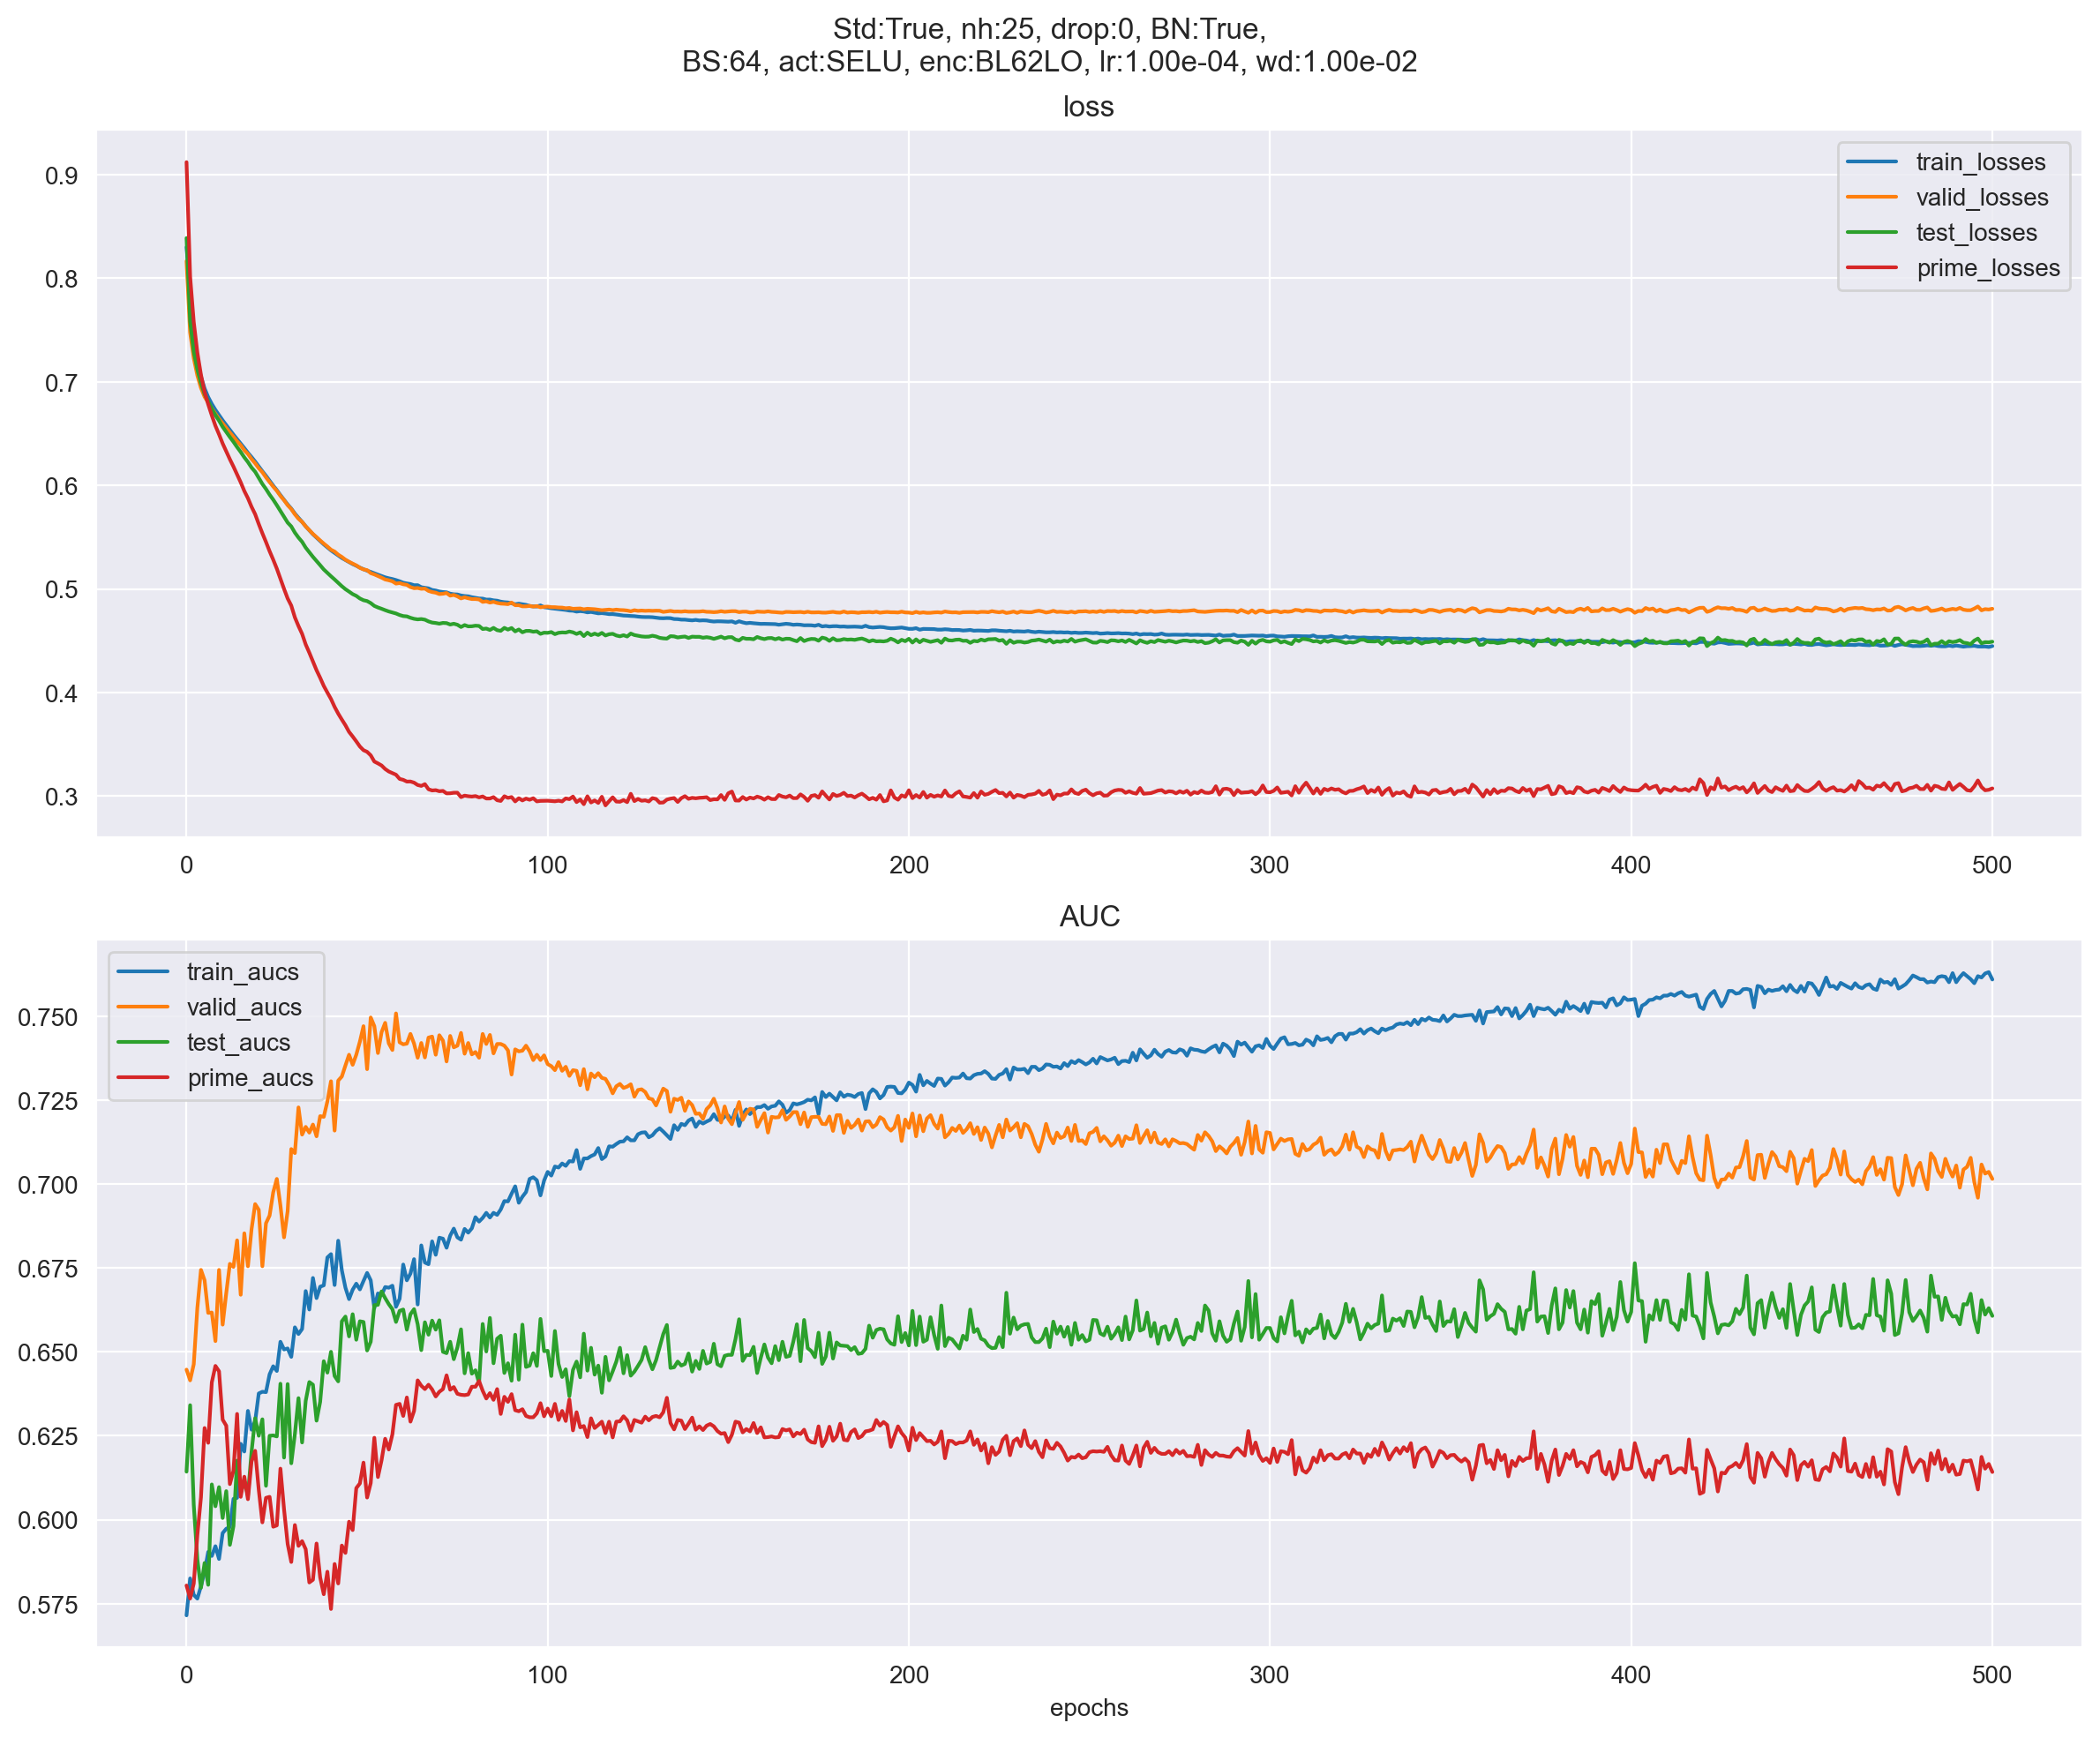 Std:True, nh:25, drop:0, BN:True,
BS:64, act:SELU, enc:BL62LO, lr:1.00e-04, wd:1.00e-02
loss
train_losses
valid_losses
test_losses
prime_losses
0.9
0.8
0.7
0.6
0.5
0.4
0.3
0 100 200 300 400 500
AUC
train_aucs
valid_aucs
test_aucs
prime_aucs
0.750
0.725
0.700
0.675
0.650
0.625
0.600
0.575
0 100 200 300 400 500
epochs